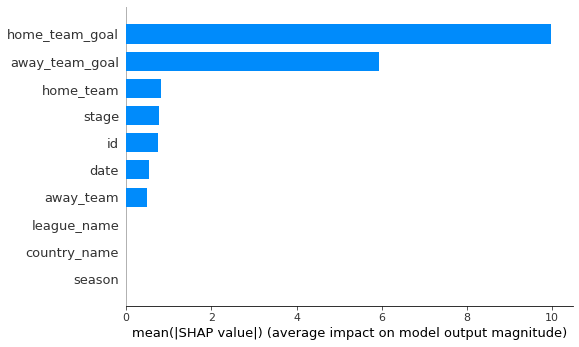 home_team_goal
away_team_goal
home_team
stage
id
date
away_team
league_name
country_name
season
0 2 4 6 8 10
mean(|SHAP value|) (average impact on model output magnitude)